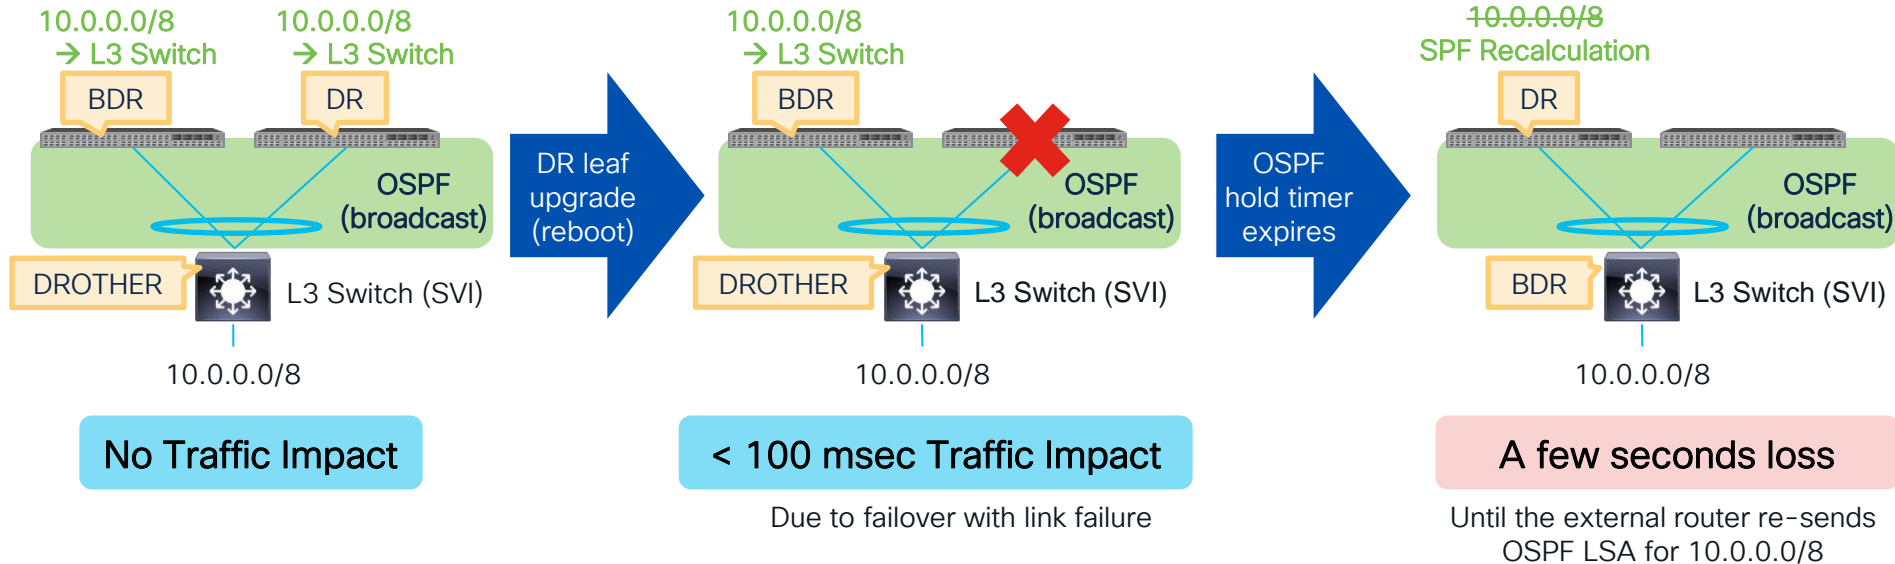 10.0.0.0/8
→ L3 Switch
10.0.0.0/8
→ L3 Switch
BDR
DR
OSPF
(broadcast)
DROTHER
L3 Switch (SVI)
10.0.0.0/8
No Traffic Impact
DR leaf
upgrade
(reboot)
10.0.0.0/8
→ L3 Switch
BDR
OSPF
(broadcast)
DROTHER
L3 Switch (SVI)
10.0.0.0/8
< 100 msec Traffic Impact
Due to failover with link failure
OSPF
hold timer
expires
10.0.0.0/8
SPF Recalculation
DR
OSPF
(broadcast)
BDR
L3 Switch (SVI)
10.0.0.0/8
A few seconds loss
Until the external router re-sends
OSPF LSA for 10.0.0.0/8